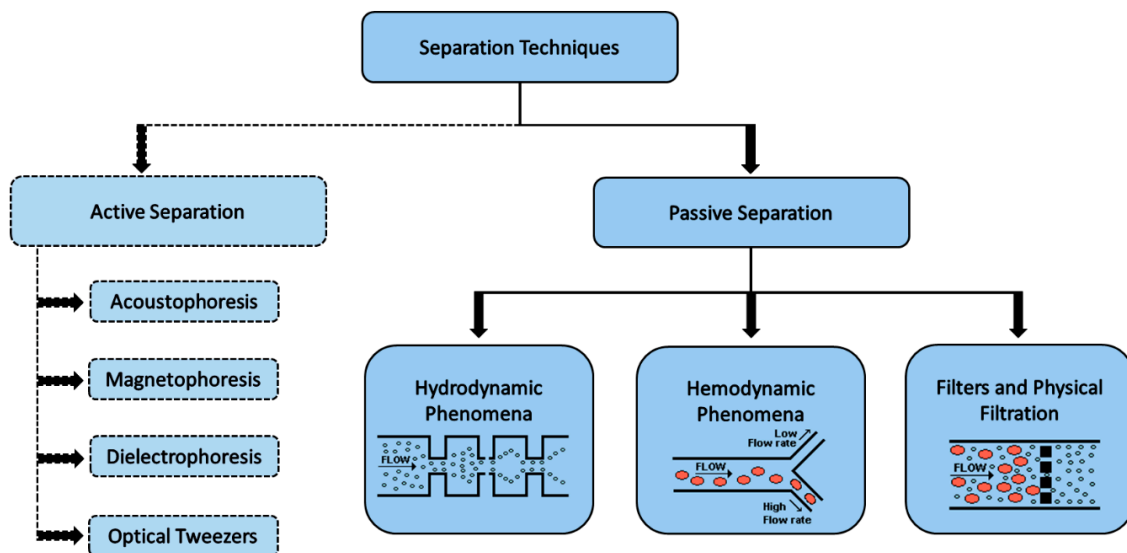 Separation Techniques
Active Separation
Passive Separation
Acoustophoresis
Magnetophoresis
Dielectrophoresis
Optical Tweezers
Hydrodynamic
Phenomena
FLOW
Hemodynamic
Phenomena
Low
Flow rate
FLOW
High
Flow rate
Filters and Physical
Filtration
FLOW